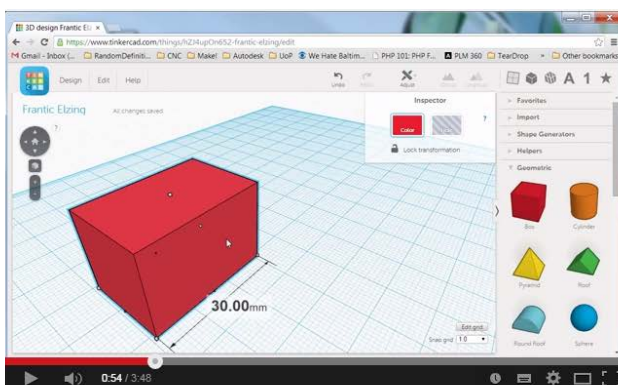 3D design Frantic El
https://www.tinkercad.com/things/hZJ4upOn652-frantic-elzing/edit
Gmail - Inbox (... RandomDefiniti... CNC Make! Autodesk UoP We Hate Baltim... PHP 101: PHP F... PLM 360 TearDrop » Other bookmarks
Design Edit Help Undo Adjust A 1
Frantic Elzing All changes saved
Inspector
Color
?
Lock transformation
Favorites
Import
Shape Generators
Helpers
Geometric
Box Cylinder
Pyramid Roof
Round Roof Sphere
30.00mm
Edit grid
Snap grid 1.0
0:54 / 3:48